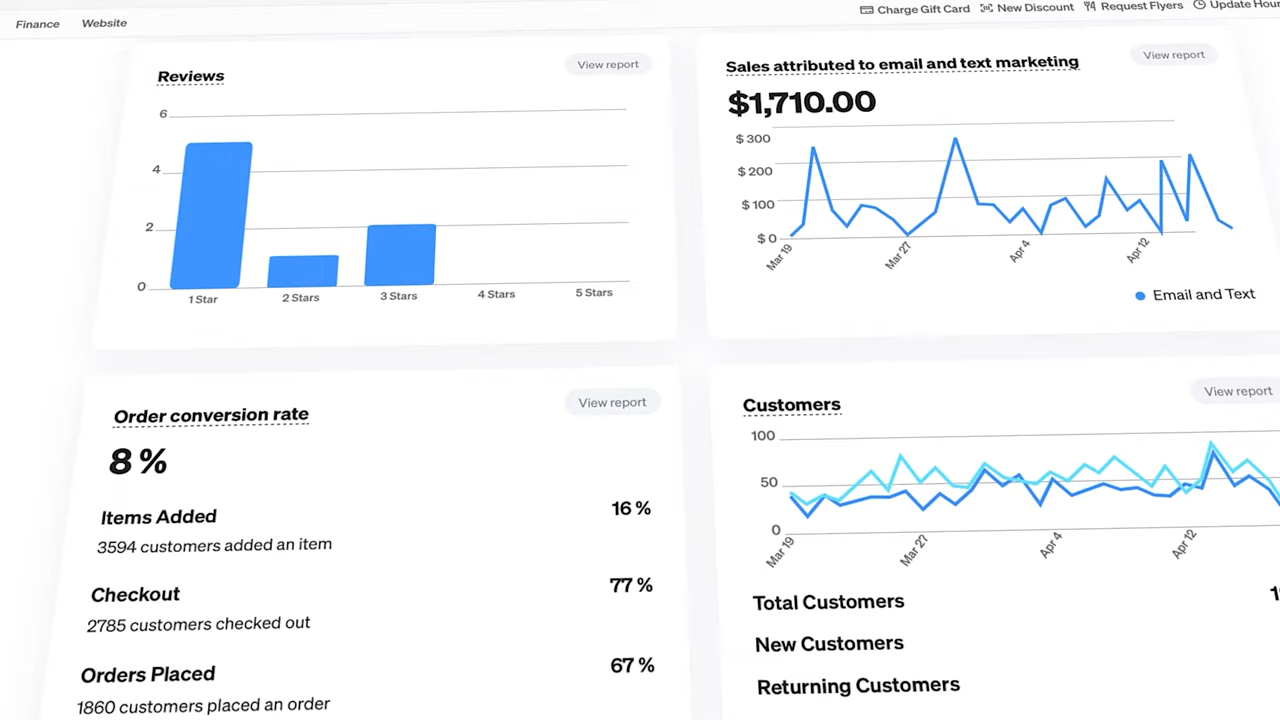 Finance Website
Charge Gift Card New Discount Request Flyers Update Hour
Reviews
View report
6
4
2
0
1 Star 2 Stars 3 Stars 4 Stars 5 Stars
Sales attributed to email and text marketing
View report
$1,710.00
$ 300
$ 200
$ 100
$ 0
Mar 19 Mar 27 Apr 4 Apr 12
Email and Text
Order conversion rate
View report
8 %
Items Added 16 %
3594 customers added an item
Checkout 77 %
2785 customers checked out
Orders Placed 67 %
1860 customers placed an order
Customers
View report
100
50
0
Mar 19 Mar 27 Apr 4 Apr 12
Total Customers
New Customers
Returning Customers